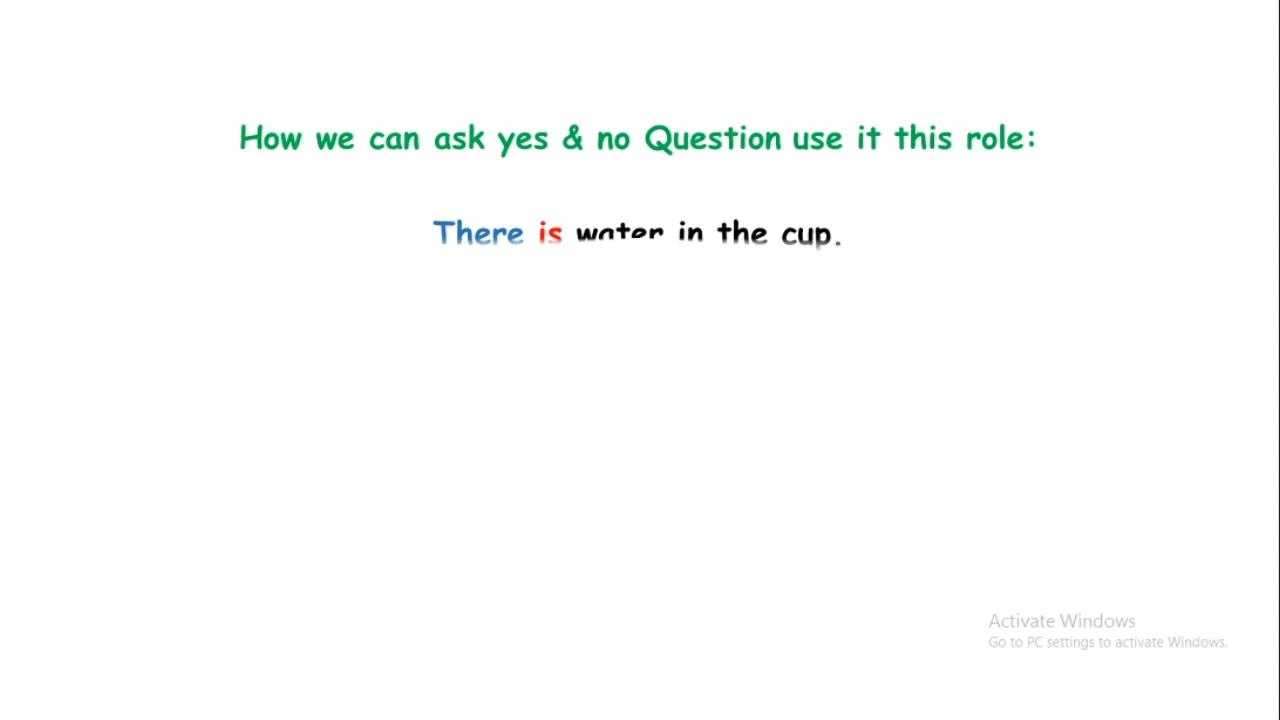 How we can ask yes & no Question use it this role:
There is water in the cup.
Activate Windows
Go to PC settings to activate Windows.